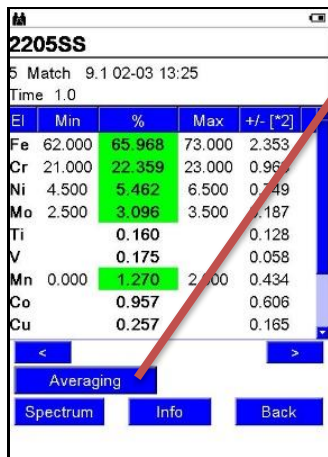 2205SS
5 Match 9.1 02-03 13:25
Time 1.0
El Min % Max +/- [*2]
Fe 62.000 65.968 73.000 2.353
Cr 21.000 22.359 23.000
Ni 4.500 5.462 6.500
Mo 2.500 3.096 3.500 0.187
Ti 0.160 0.128
V 0.175 0.058
Mn 0.000 1.270 0.434
Co 0.957 0.606
Cu 0.257 0.165
< >
Averaging
Spectrum Info Back